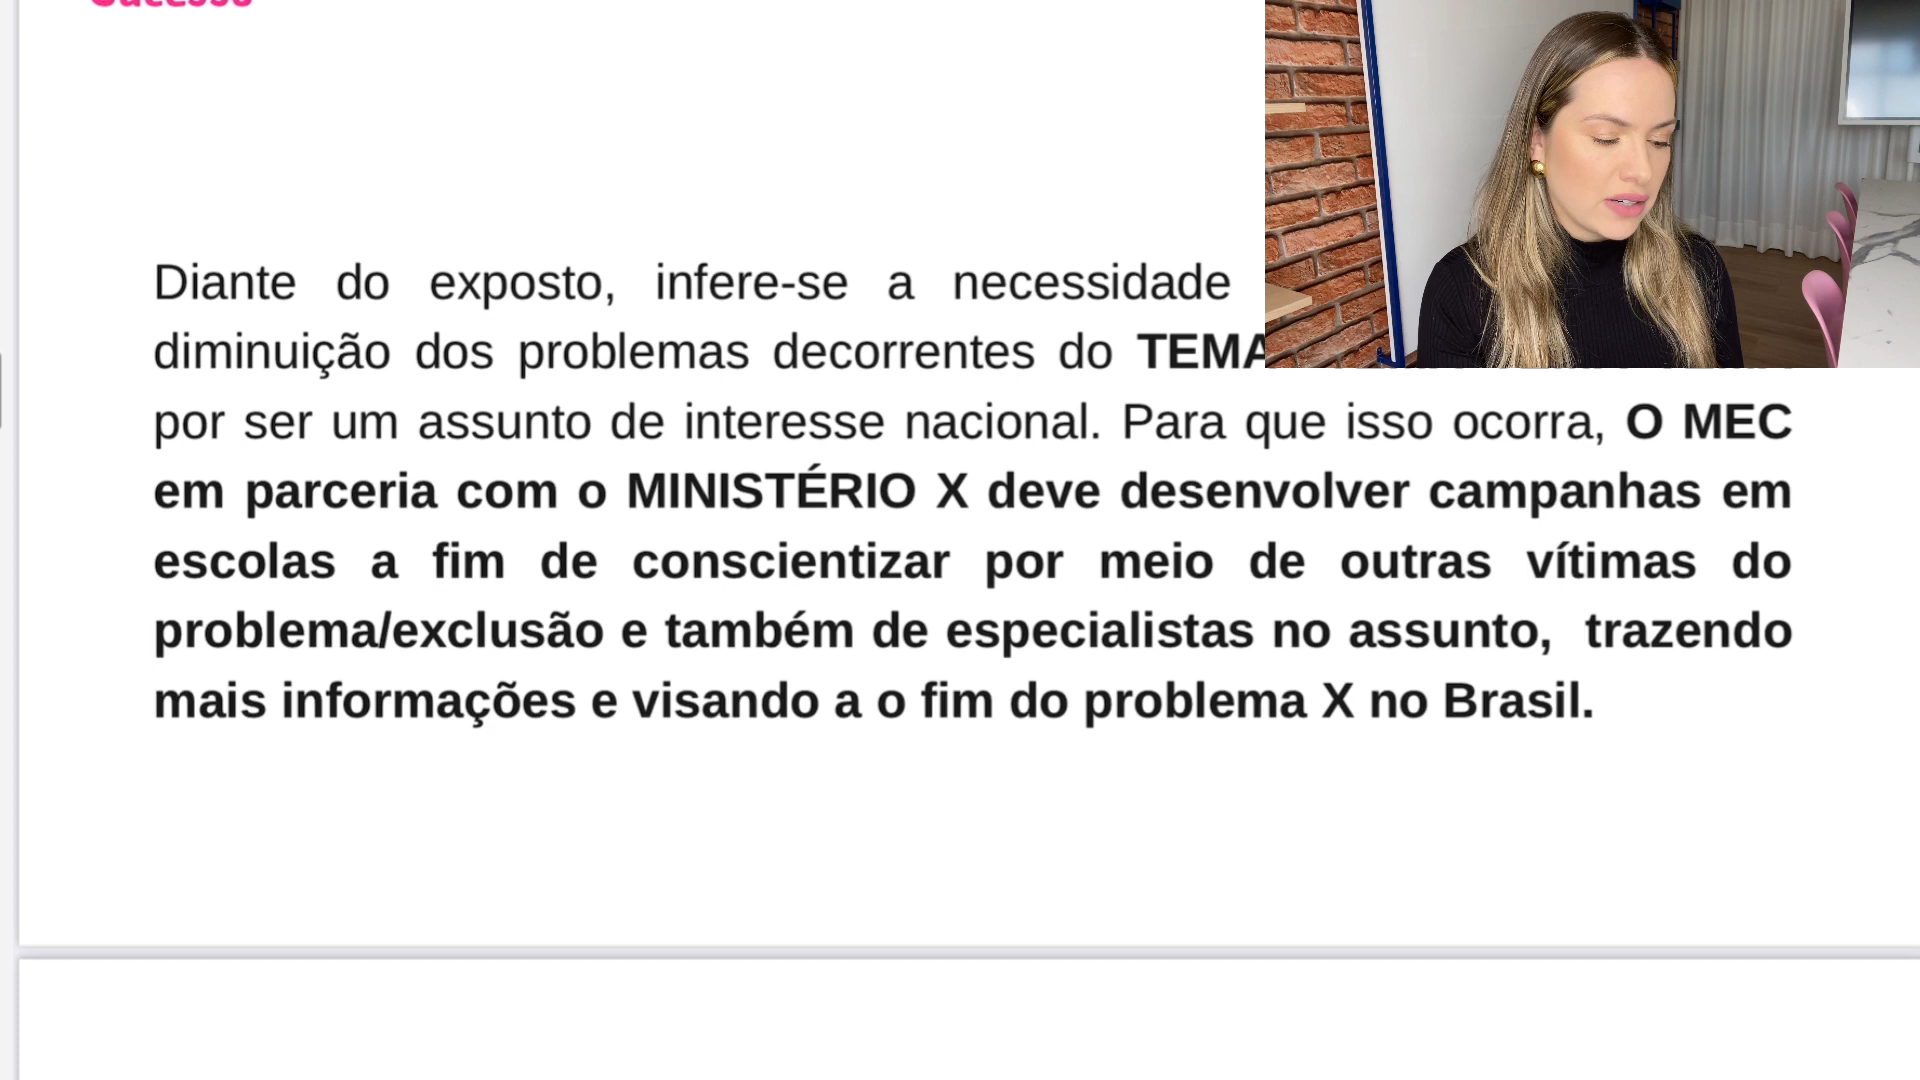 Sucesso
Diante do exposto, infere-se a necessidade
diminuição dos problemas decorrentes do TEMA
por ser um assunto de interesse nacional. Para que isso ocorra, O MEC
em parceria com o MINISTÉRIO X deve desenvolver campanhas em
escolas a fim de conscientizar por meio de outras vítimas do
problema/exclusão e também de especialistas no assunto, trazendo
mais informações e visando a o fim do problema X no Brasil.